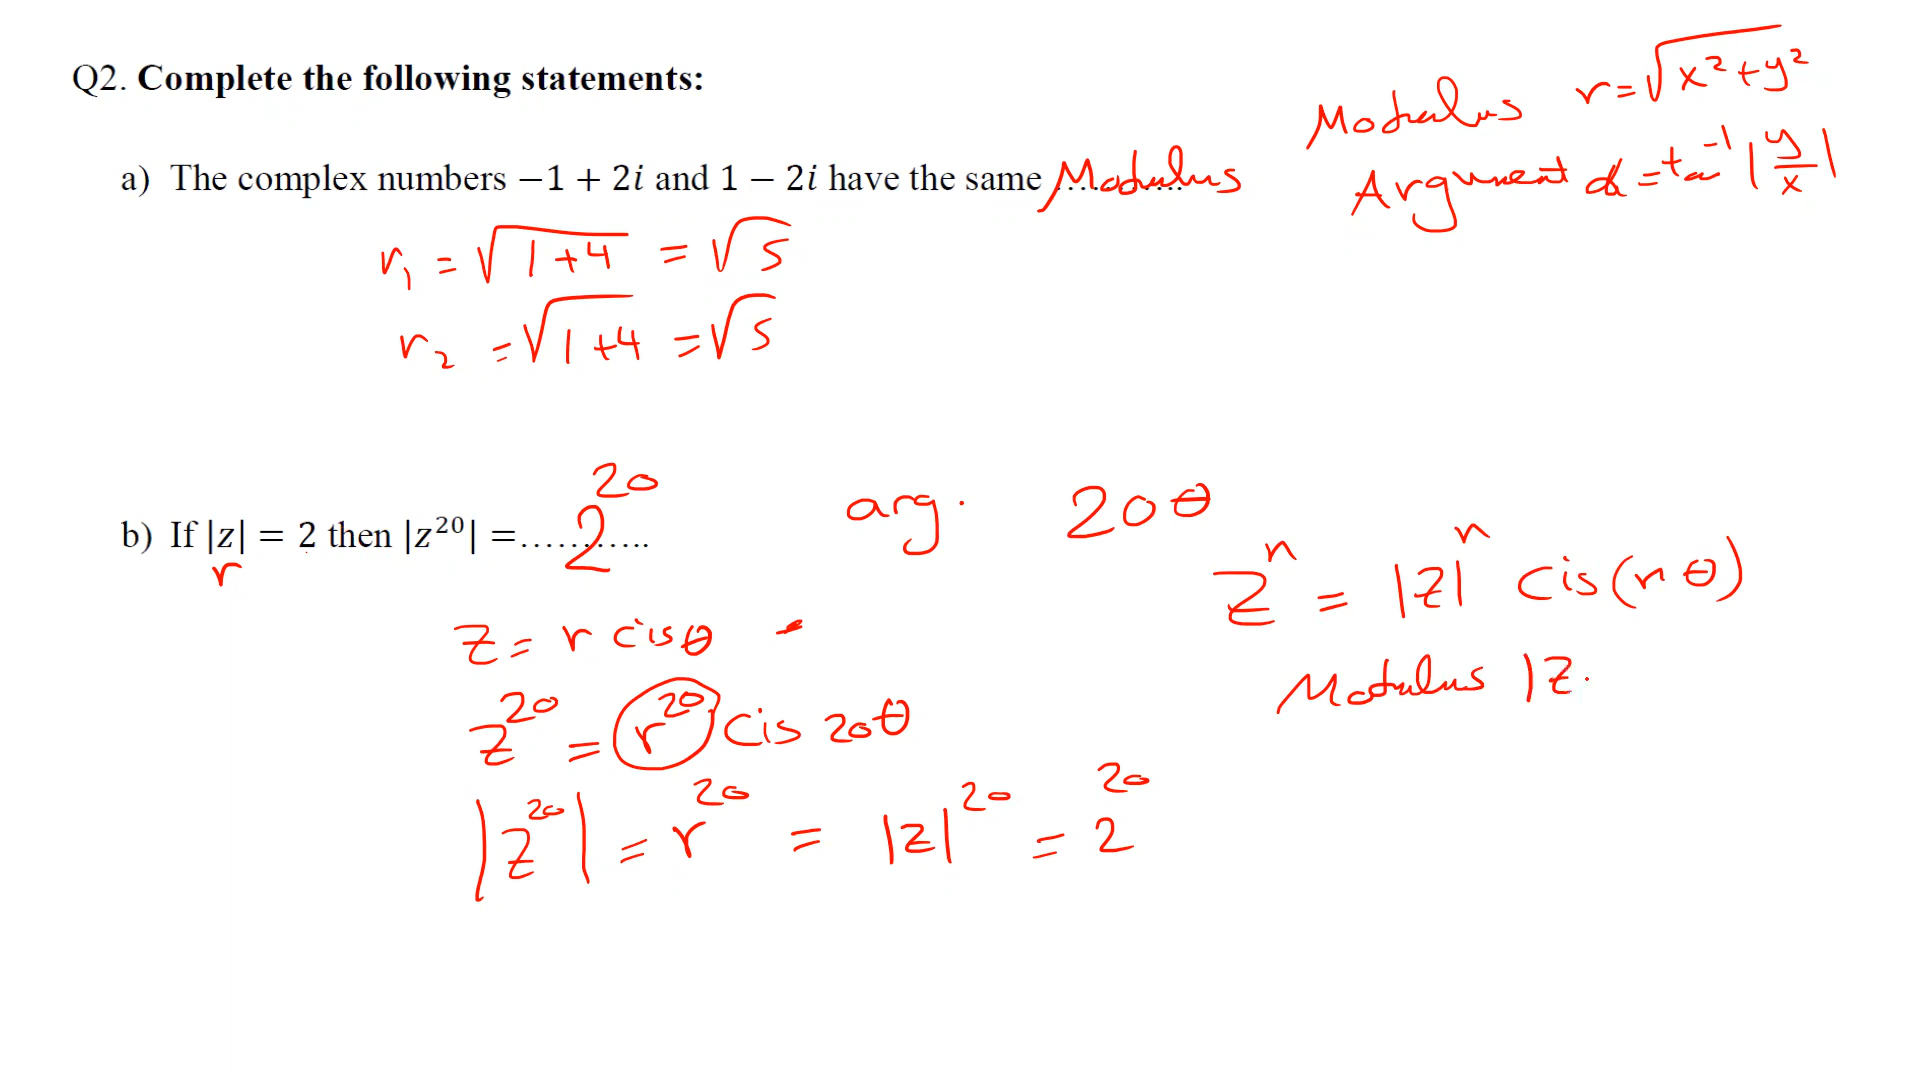 Q2. Complete the following statements:
Modulus r = √x² + y²
Argument α = tan⁻¹ |y/x|
a) The complex numbers −1 + 2i and 1 − 2i have the same ............ Modulus
r₁ = √1+4 = √5
r₂ = √1+4 = √5
b) If |z| = 2 then |z²⁰| =........... 2²⁰
r
arg. 20θ
zⁿ = |z|ⁿ cis(nθ)
Modulus |z.
z = r cisθ
z²⁰ = r²⁰ cis 20θ
|z²⁰| = r²⁰ = |z|²⁰ = 2²⁰